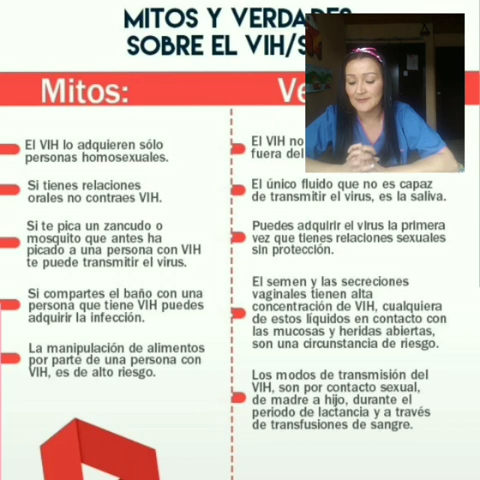 MITOS Y VERDADES
SOBRE EL VIH/S
Mitos:
Ve
El VIH lo adquieren sólo
personas homosexuales.
Si tienes relaciones
orales no contraes VIH.
Si te pica un zancudo o
mosquito que antes ha
picado a una persona con VIH
te puede transmitir el virus.
Si compartes el baño con una
persona que tiene VIH puedes
adquirir la infección.
La manipulación de alimentos
por parte de una persona con
VIH, es de alto riesgo.
El VIH no
fuera del
El único fluido que no es capaz
de transmitir el virus, es la saliva.
Puedes adquirir el virus la primera
vez que tienes relaciones sexuales
sin protección.
El semen y las secreciones
vaginales tienen alta
concentración de VIH, cualquiera
de estos líquidos en contacto con
las mucosas y heridas abiertas,
son una circunstancia de riesgo.
Los modos de transmisión del
VIH, son por contacto sexual,
de madre a hijo, durante el
periodo de lactancia y a través
de transfusiones de sangre.